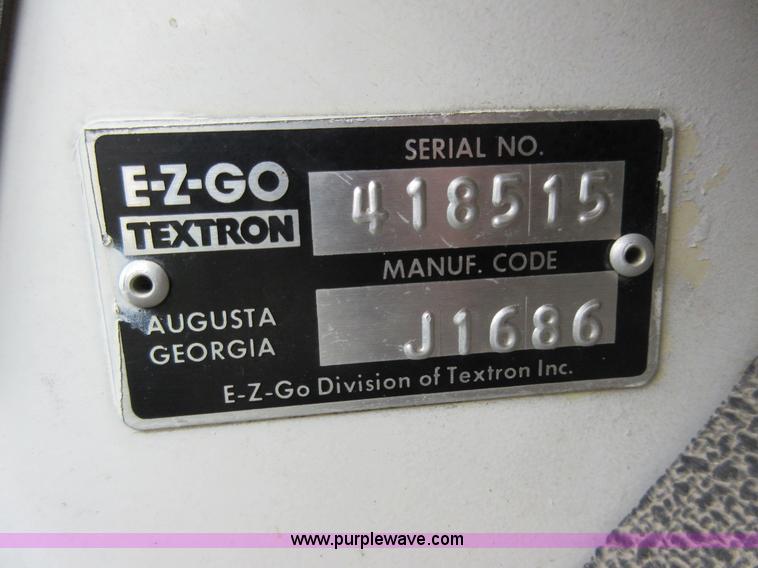 E-Z-GO
TEXTRON
SERIAL NO.
418515
MANUF. CODE
J1686
AUGUSTA
GEORGIA
E-Z-Go Division of Textron Inc.
www.purplewave.com